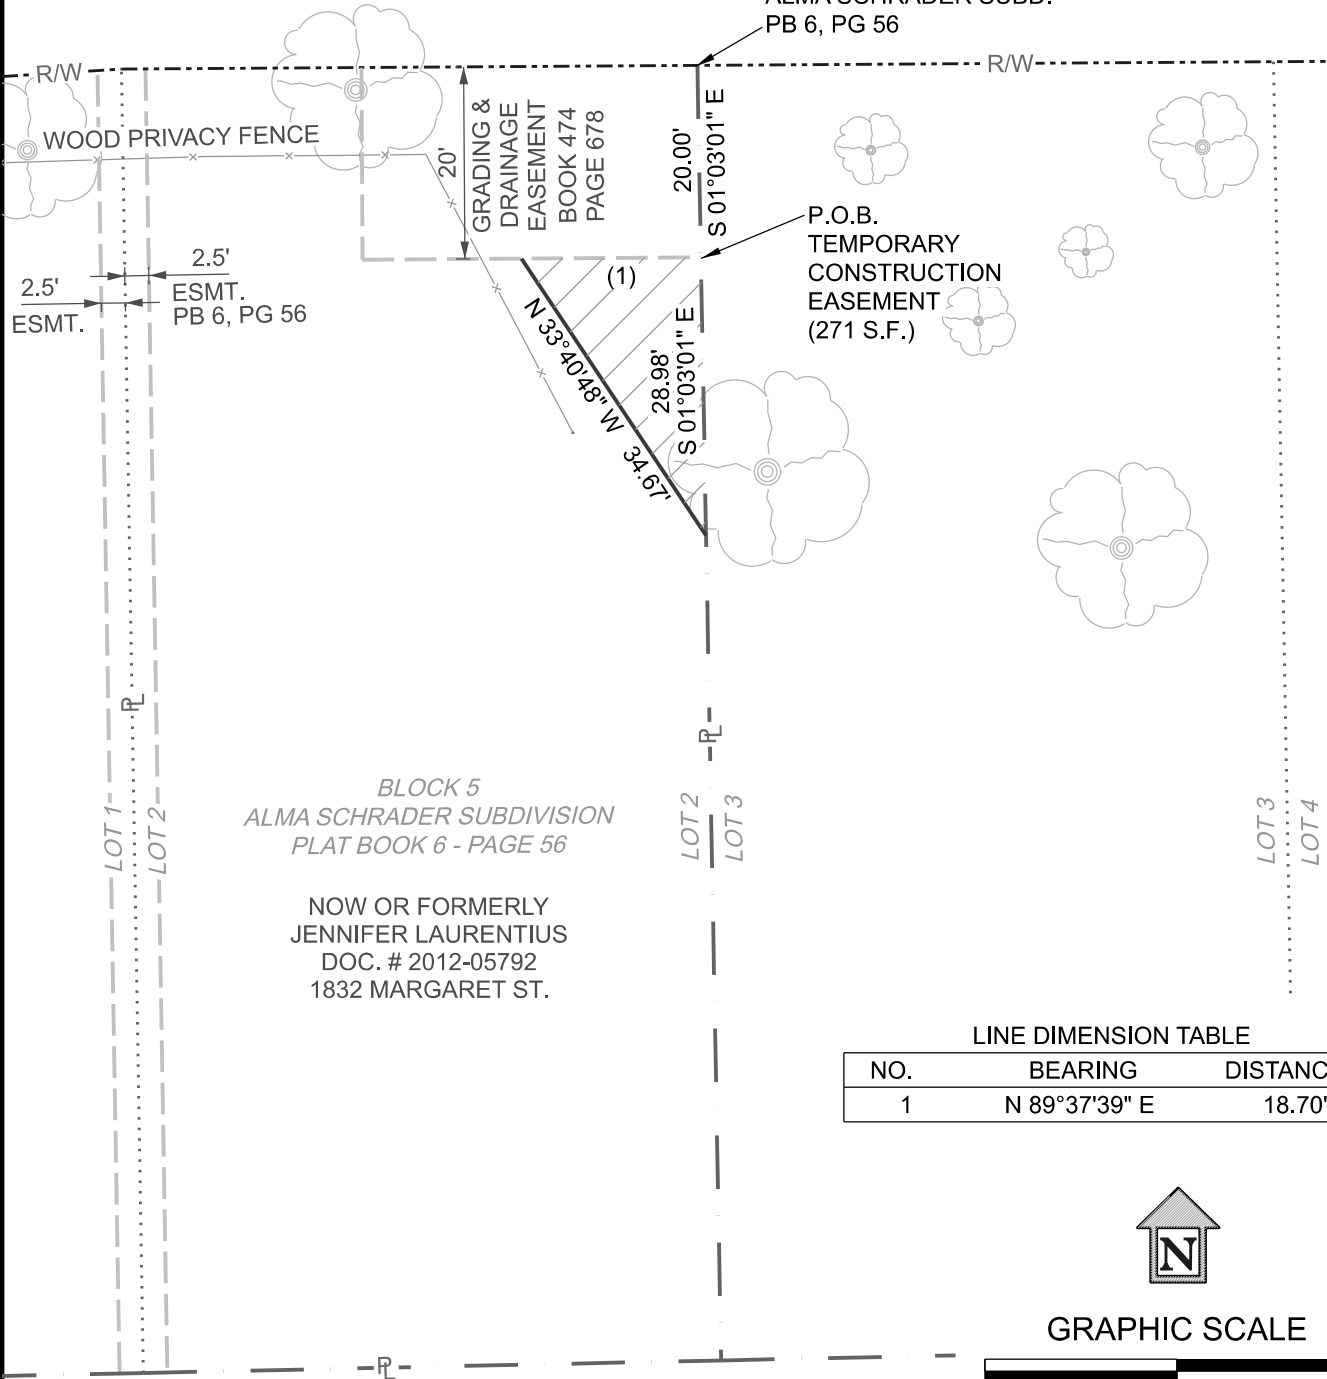 PB 6, PG 56
R/W
R/W
WOOD PRIVACY FENCE
20'
GRADING &
DRAINAGE
EASEMENT
BOOK 474
PAGE 678
20.00'
S 01°03'01" E
P.O.B.
TEMPORARY
CONSTRUCTION
EASEMENT
(271 S.F.)
2.5'
ESMT.
2.5'
ESMT.
PB 6, PG 56
(1)
N 33°40'48" W 34.67'
28.98'
S 01°03'01" E
PL
PL
LOT 1
LOT 2
BLOCK 5
ALMA SCHRADER SUBDIVISION
PLAT BOOK 6 - PAGE 56
LOT 2
LOT 3
LOT 3
LOT 4
NOW OR FORMERLY
JENNIFER LAURENTIUS
DOC. # 2012-05792
1832 MARGARET ST.
LINE DIMENSION TABLE
NO. BEARING DISTANC
1 N 89°37'39" E 18.70'
N
GRAPHIC SCALE
PL